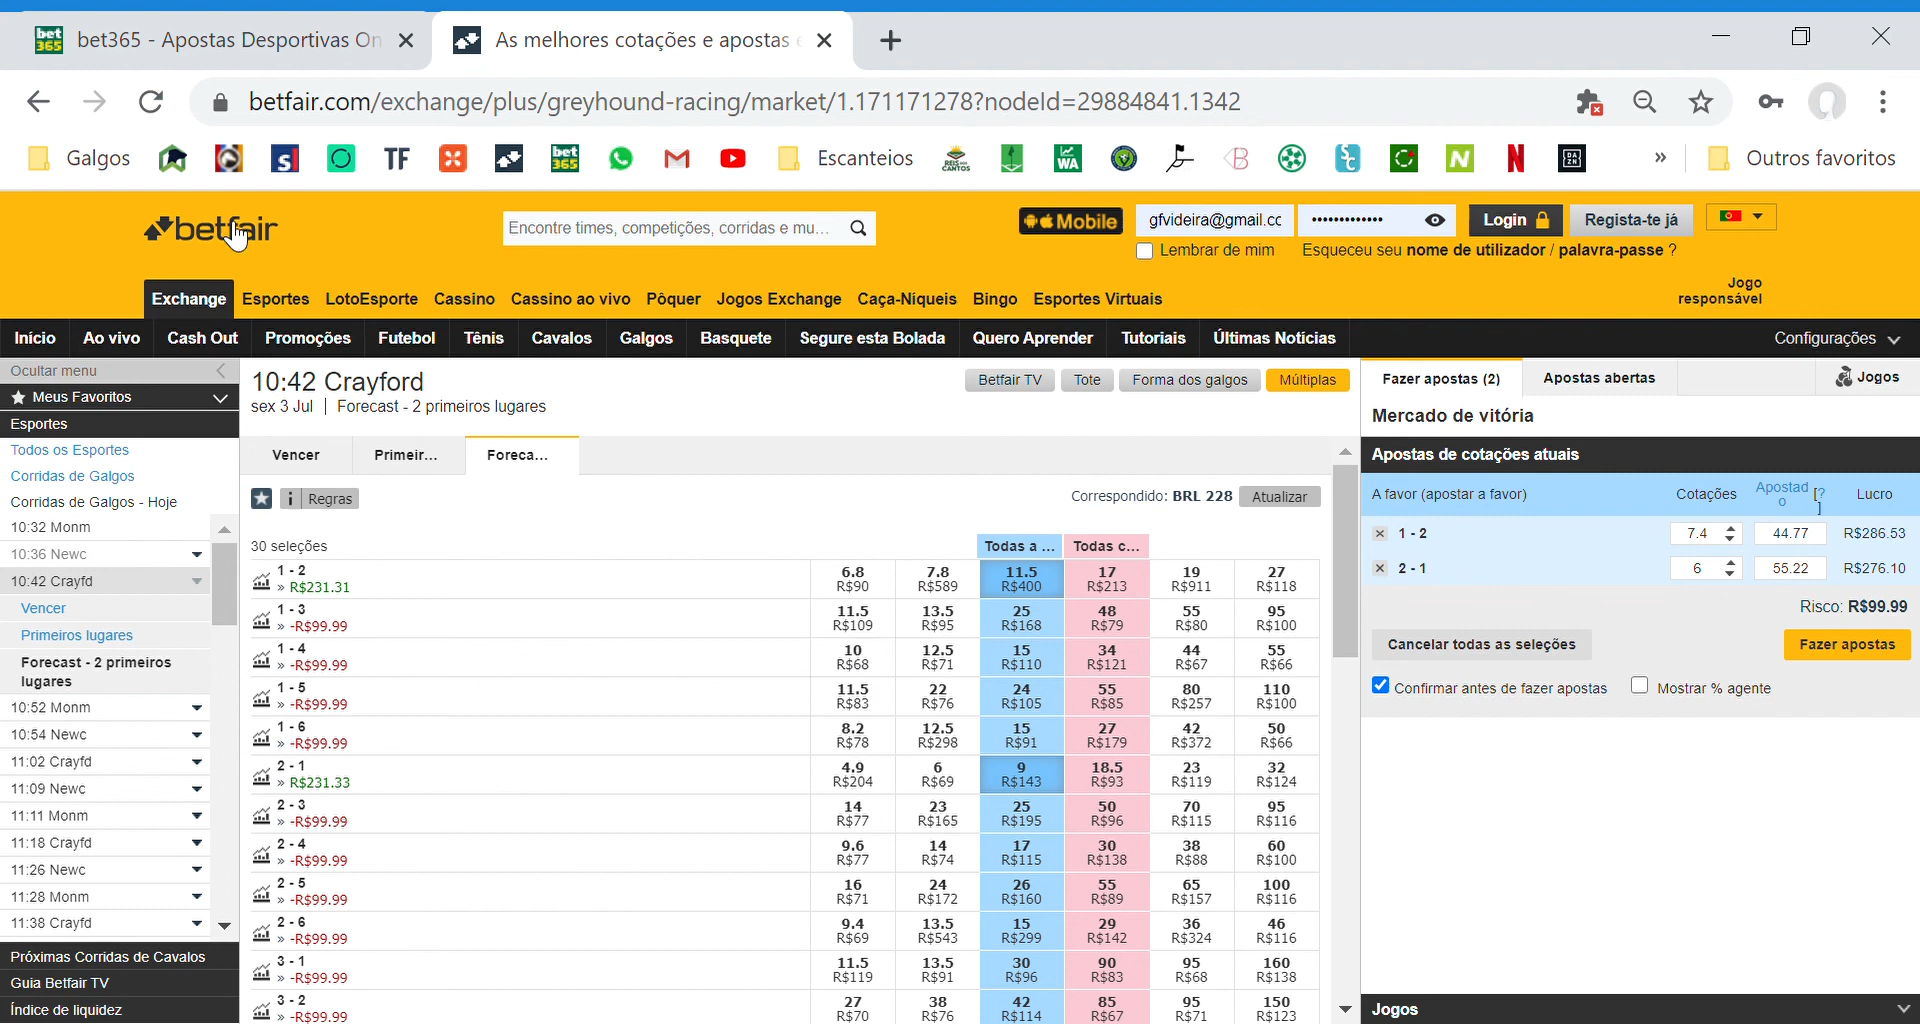 bet365 - Apostas Desportivas On
As melhores cotações e apostas e
betfair.com/exchange/plus/greyhound-racing/market/1.171171278?nodeId=29884841.1342
Galgos
TF
bet365
Escanteios
WA
Outros favoritos
betfair
Encontre times, competições, corridas e mu...
Mobile
gfvideira@gmail.cc
•••••••••••••
Login
Regista-te já
Lembrar de mim
Esqueceu seu nome de utilizador / palavra-passe ?
Jogo
responsável
Exchange Esportes LotoEsporte Cassino Cassino ao vivo Pôquer Jogos Exchange Caça-Níqueis Bingo Esportes Virtuais
Início Ao vivo Cash Out Promoções Futebol Tênis Cavalos Galgos Basquete Segure esta Bolada Quero Aprender Tutoriais Últimas Notícias Configurações
Ocultar menu
Meus Favoritos
Esportes
Todos os Esportes
Corridas de Galgos
Corridas de Galgos - Hoje
10:32 Monm
10:36 Newc
10:42 Crayfd
Vencer
Primeiros lugares
Forecast - 2 primeiros
lugares
10:52 Monm
10:54 Newc
11:02 Crayfd
11:09 Newc
11:11 Monm
11:18 Crayfd
11:26 Newc
11:28 Monm
11:38 Crayfd
Próximas Corridas de Cavalos
Guia Betfair TV
Índice de liquidez
10:42 Crayford
sex 3 Jul | Forecast - 2 primeiros lugares
Betfair TV Tote Forma dos galgos Múltiplas
Vencer Primeir... Foreca...
Regras
Correspondido: BRL 228 Atualizar
30 seleções Todas a ... Todas c...
1 - 2 6.8 7.8 11.5 17 19 27
» R$231.31 R$90 R$589 R$400 R$213 R$911 R$118
1 - 3 11.5 13.5 25 48 55 95
» -R$99.99 R$109 R$95 R$168 R$79 R$80 R$100
1 - 4 10 12.5 15 34 44 55
» -R$99.99 R$68 R$71 R$110 R$121 R$67 R$66
1 - 5 11.5 22 24 55 80 110
» -R$99.99 R$83 R$76 R$105 R$85 R$257 R$100
1 - 6 8.2 12.5 15 27 42 50
» -R$99.99 R$78 R$298 R$91 R$179 R$372 R$66
2 - 1 4.9 6 9 18.5 23 32
» R$231.33 R$204 R$69 R$143 R$93 R$119 R$124
2 - 3 14 23 25 50 70 95
» -R$99.99 R$77 R$165 R$195 R$96 R$115 R$116
2 - 4 9.6 14 17 30 38 60
» -R$99.99 R$77 R$74 R$115 R$138 R$88 R$100
2 - 5 16 24 26 55 65 100
» -R$99.99 R$71 R$172 R$160 R$89 R$157 R$116
2 - 6 9.4 13.5 15 29 36 46
» -R$99.99 R$69 R$543 R$299 R$142 R$324 R$116
3 - 1 11.5 13.5 30 90 95 160
» -R$99.99 R$119 R$91 R$96 R$83 R$68 R$138
3 - 2 27 38 42 85 95 150
» -R$99.99 R$70 R$76 R$114 R$67 R$71 R$123
Fazer apostas (2) Apostas abertas Jogos
Mercado de vitória
Apostas de cotações atuais
A favor (apostar a favor) Cotações Apostad
o [?
] Lucro
1 - 2 7.4 44.77 R$286.53
2 - 1 6 55.22 R$276.10
Risco: R$99.99
Cancelar todas as seleções Fazer apostas
Confirmar antes de fazer apostas Mostrar % agente
Jogos